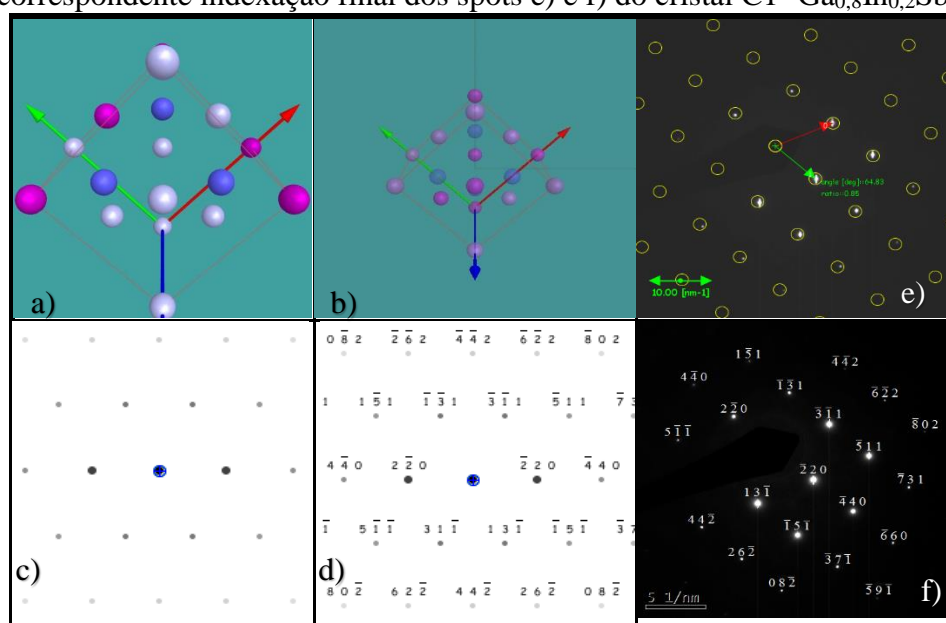 correspondente indexação final dos spots e) e f) do cristal C1- Ga₀,₈In₀,₂Sb
a)
b)
angle [deg]=64.83
ratio:0.85
10.00 [nm-1]
e)
c)
0 8̅ 2 2̅ 6̅ 2 4̅ 4̅ 2 6̅ 2̅ 2 8̅ 0 2
1 1 5̅ 1 1̅ 3̅ 1 3̅ 1̅ 1 5̅ 1 1 7̅ 3
4 4̅ 0 2 2̅ 0 2̅ 2 0 4̅ 4 0
1̅ 5 1̅ 1̅ 3 1 1̅ 1 3 1̅ 1̅ 5 1̅ 3̅ 7
8 0 2̅ 6 2 2̅ 4 4 2̅ 2 6 2̅ 0 8 2̅
d)
1 5̅ 1
4̅ 4̅ 2
4 4̅ 0
1̅ 3̅ 1
6̅ 2̅ 2
2 2̅ 0
3̅ 1̅ 1
8̅ 0 2
5 1̅ 1̅
5̅ 1 1
2̅ 2 0
7̅ 3 1
1 3 1̅
4̅ 4 0
4 4 2̅
1̅ 5 1̅
6̅ 6 0
2 6 2̅
3̅ 7 1̅
0 8 2̅
5̅ 9 1̅
5 1/nm
f)